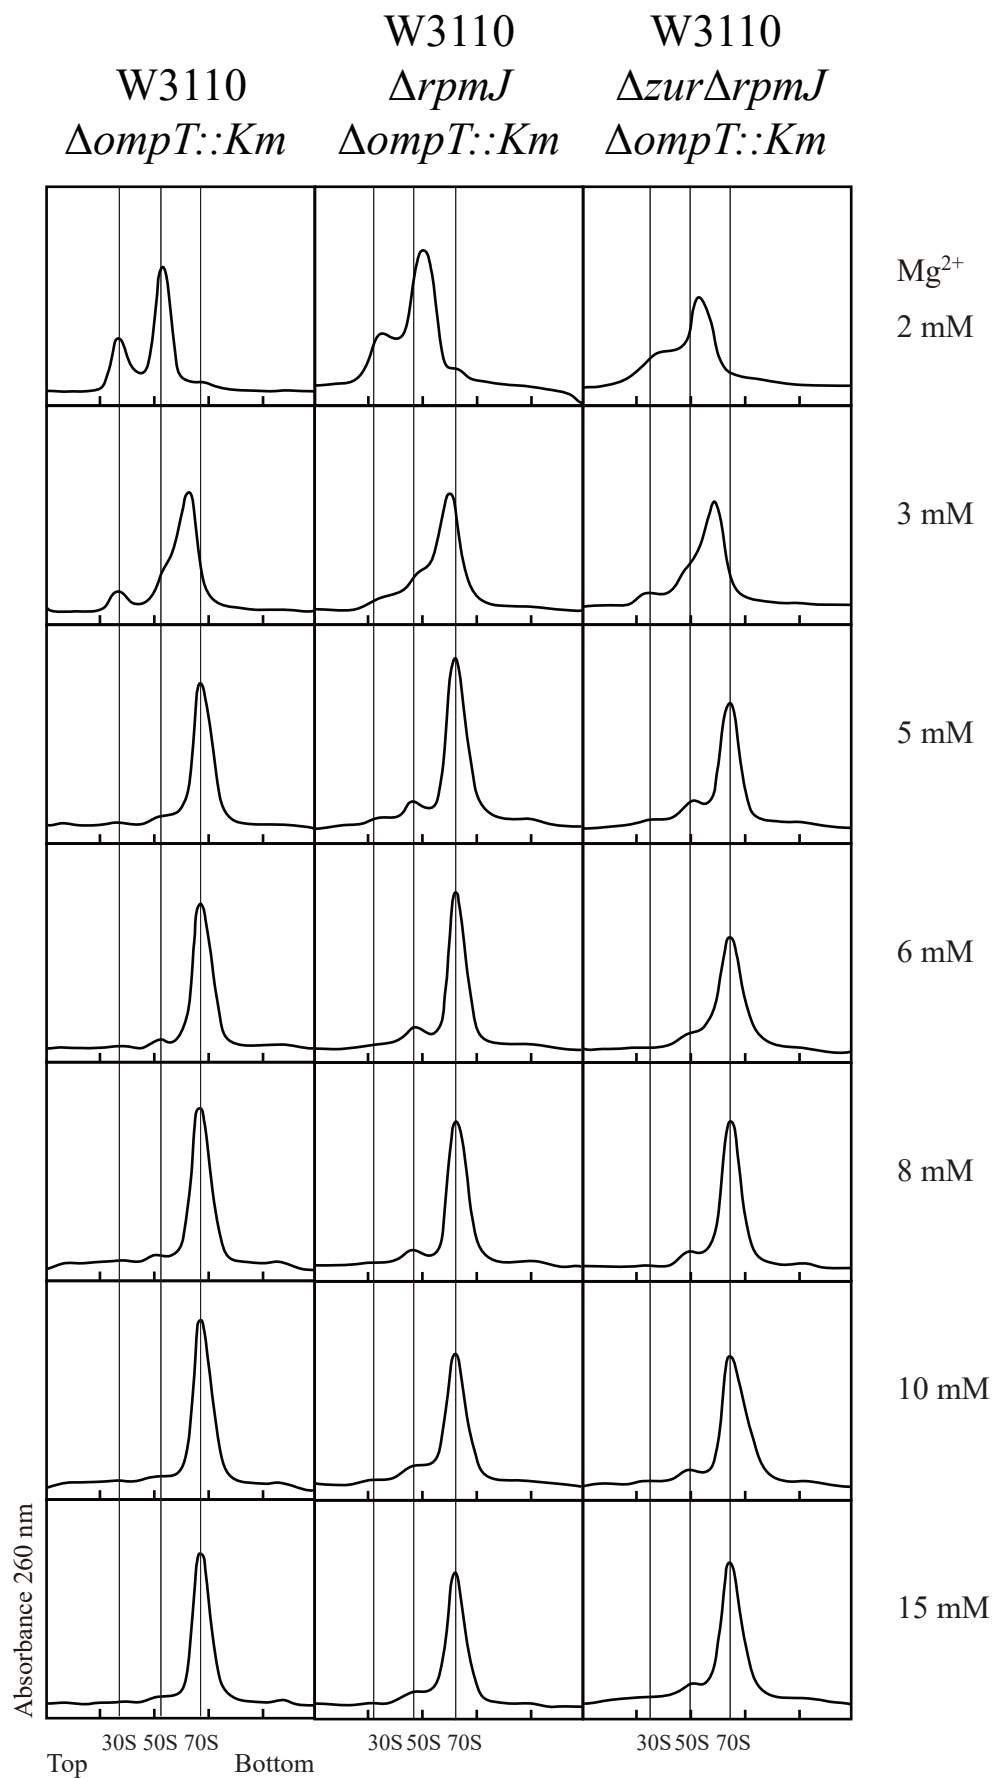 W3110
ΔompT::Km
W3110
ΔrpmJ
ΔompT::Km
W3110
ΔzurΔrpmJ
ΔompT::Km
Mg2+
2 mM
3 mM
5 mM
6 mM
8 mM
10 mM
15 mM
Absorbance 260 nm
30S 50S 70S
30S 50S 70S
30S 50S 70S
Top
Bottom